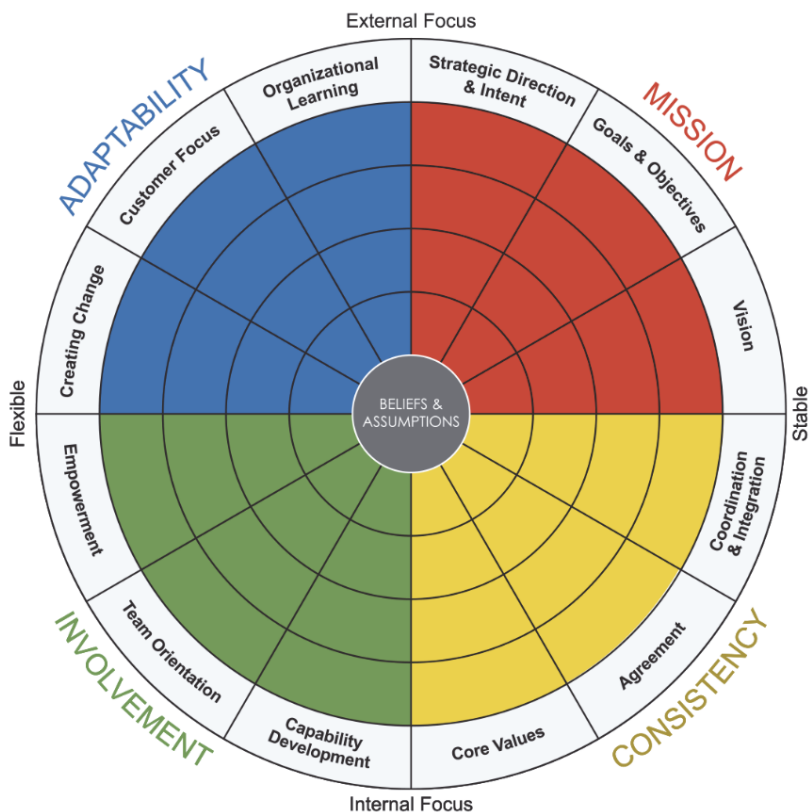 External Focus
ADAPTABILITY
Organizational
Learning
Strategic Direction
& Intent
MISSION
Customer Focus
Goals & Objectives
Creating Change
Vision
BELIEFS &
ASSUMPTIONS
Flexible
Stable
Empowerment
Coordination
& Integration
Team Orientation
Agreement
INVOLVEMENT
Capability
Development
Core Values
CONSISTENCY
Internal Focus